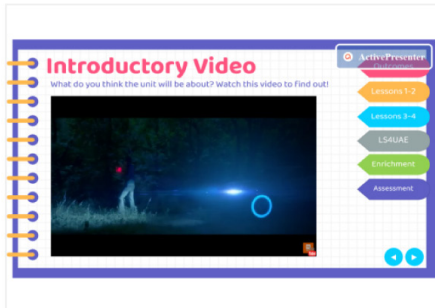 Introductory Video
What do you think the unit will be about? Watch this video to find out!
ActivePresenter
Outcomes
Lessons 1-2
Lessons 3-4
LS4UAE
Enrichment
Assessment